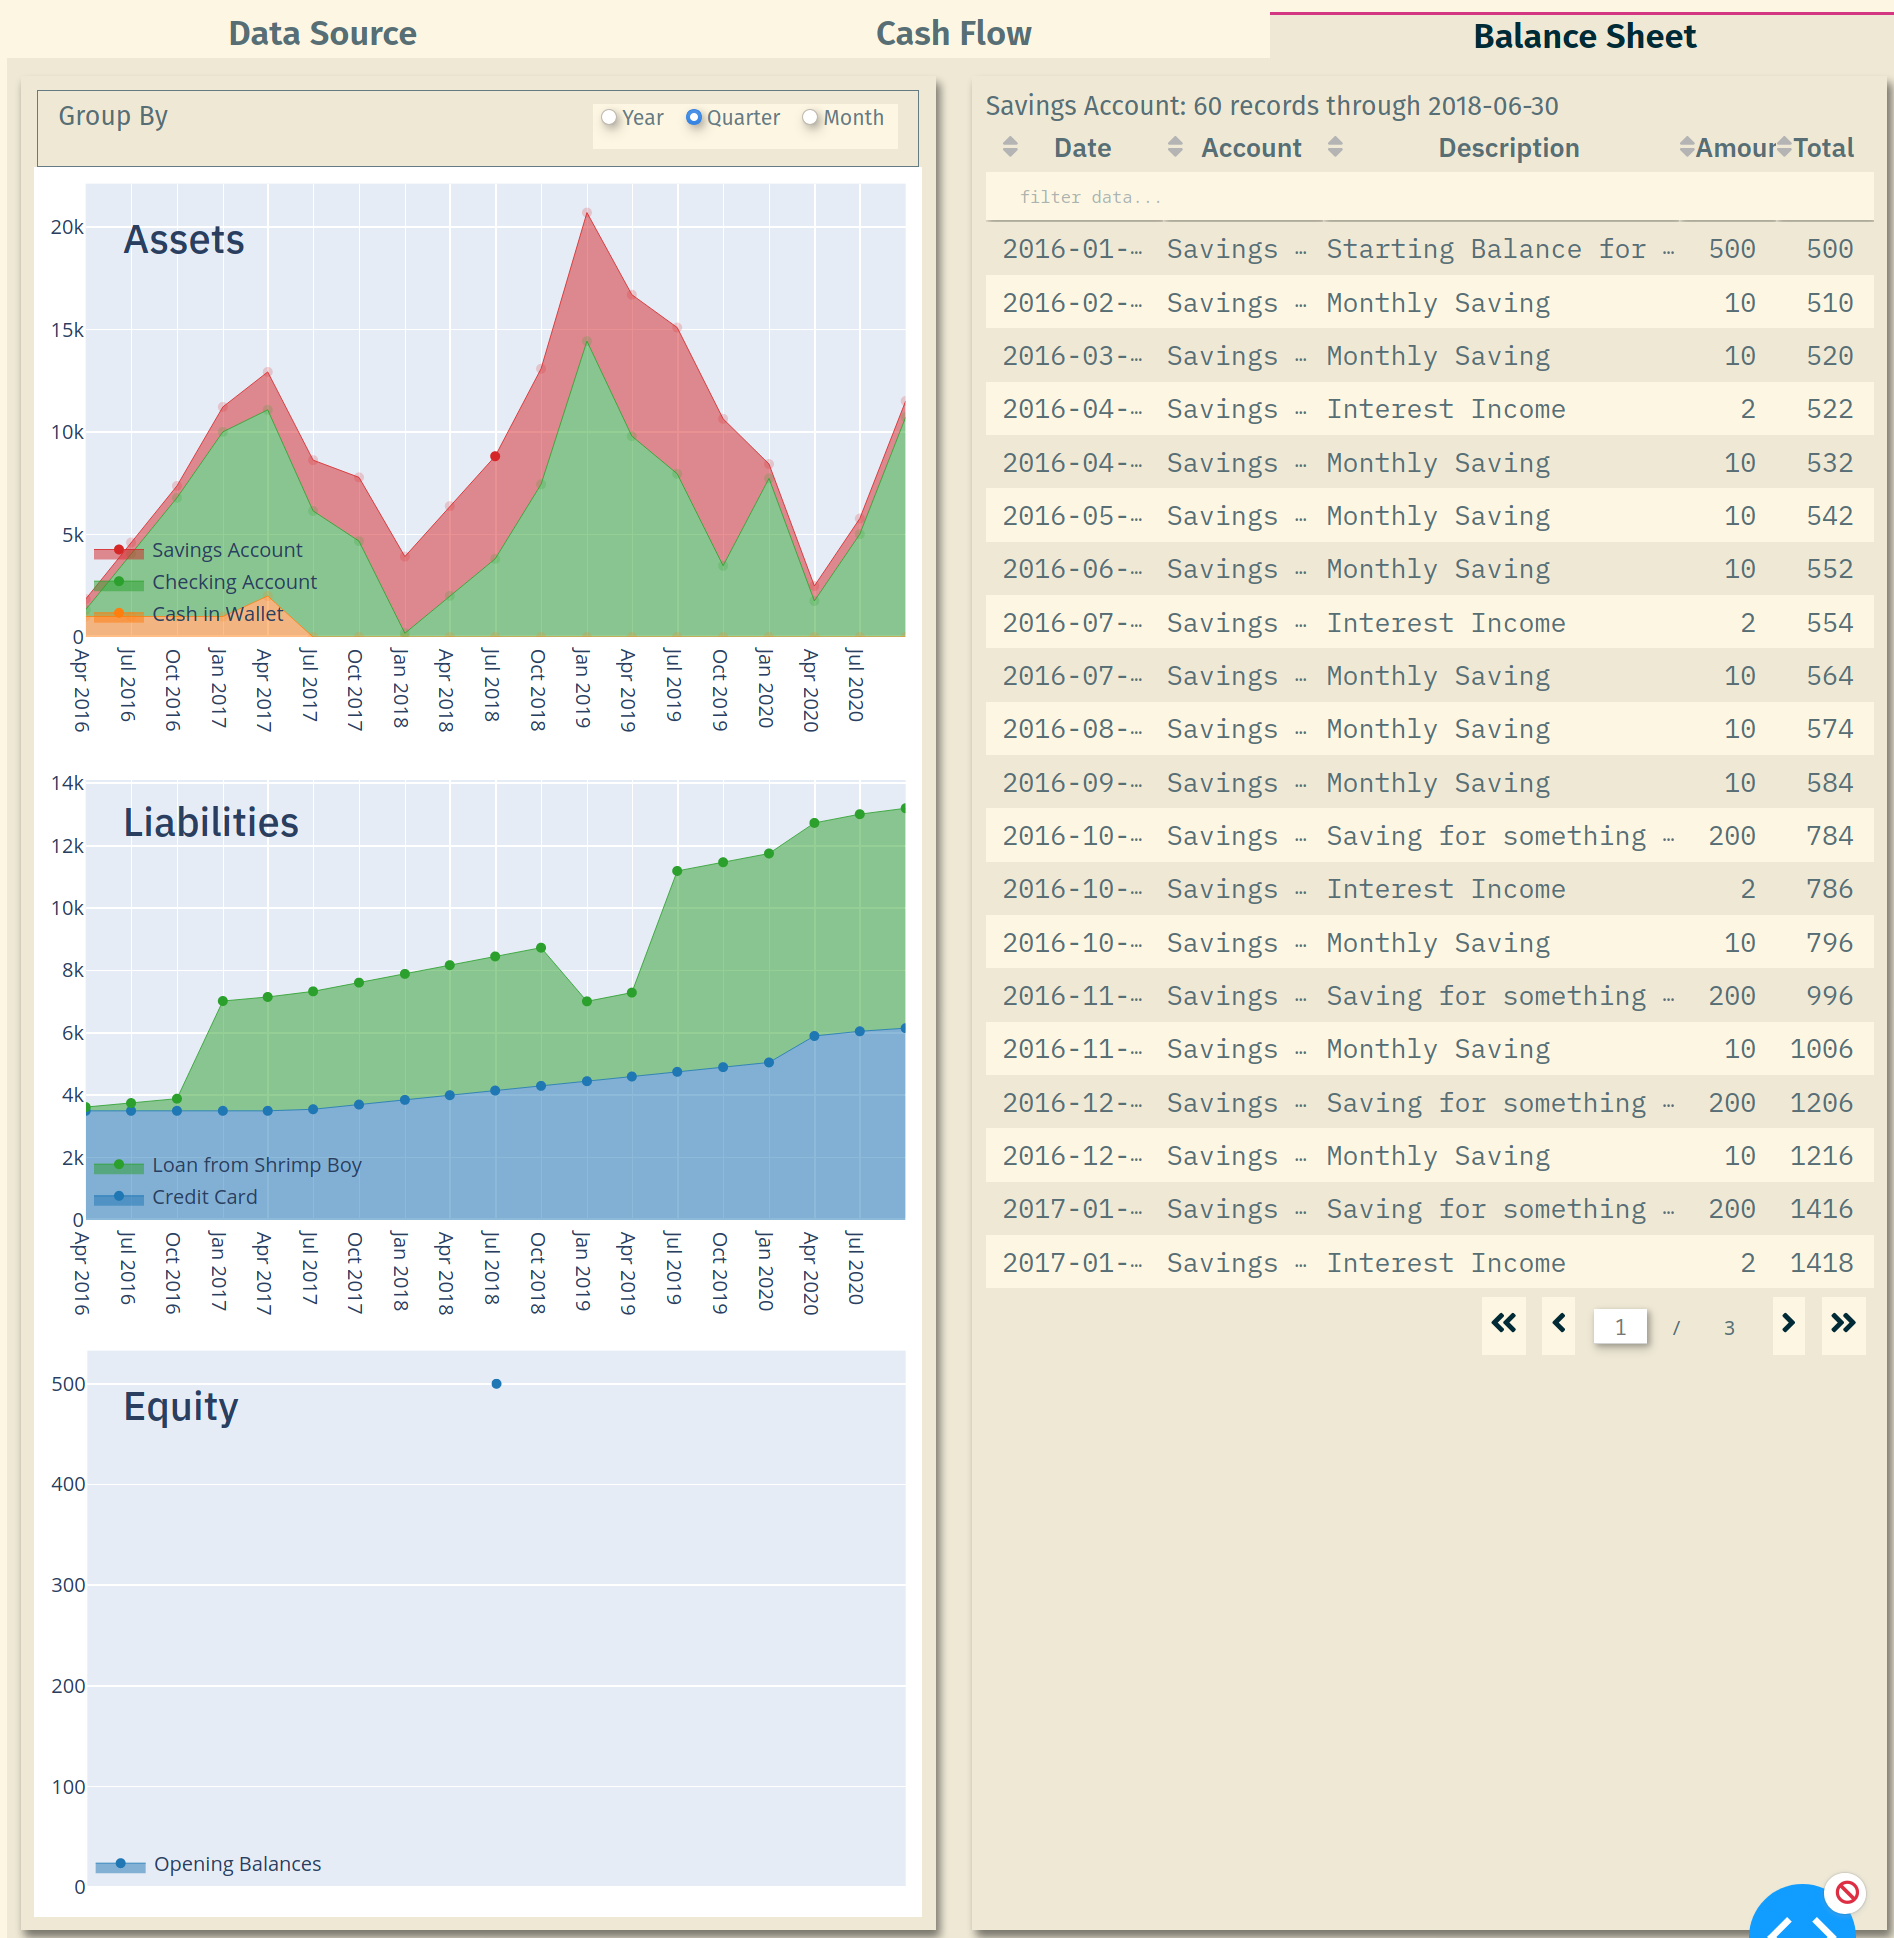 Data Source
Cash Flow
Balance Sheet
Group By
Year
Quarter
Month
Assets
20k
15k
10k
5k
0
Savings Account
Checking Account
Cash in Wallet
Apr 2016
Jul 2016
Oct 2016
Jan 2017
Apr 2017
Jul 2017
Oct 2017
Jan 2018
Apr 2018
Jul 2018
Oct 2018
Jan 2019
Apr 2019
Jul 2019
Oct 2019
Jan 2020
Apr 2020
Jul 2020
Liabilities
14k
12k
10k
8k
6k
4k
2k
0
Loan from Shrimp Boy
Credit Card
Apr 2016
Jul 2016
Oct 2016
Jan 2017
Apr 2017
Jul 2017
Oct 2017
Jan 2018
Apr 2018
Jul 2018
Oct 2018
Jan 2019
Apr 2019
Jul 2019
Oct 2019
Jan 2020
Apr 2020
Jul 2020
Equity
500
400
300
200
100
0
Opening Balances
Savings Account: 60 records through 2018-06-30
Date Account Description Amour Total
filter data...
2016-01-… Savings … Starting Balance for … 500 500
2016-02-… Savings … Monthly Saving 10 510
2016-03-… Savings … Monthly Saving 10 520
2016-04-… Savings … Interest Income 2 522
2016-04-… Savings … Monthly Saving 10 532
2016-05-… Savings … Monthly Saving 10 542
2016-06-… Savings … Monthly Saving 10 552
2016-07-… Savings … Interest Income 2 554
2016-07-… Savings … Monthly Saving 10 564
2016-08-… Savings … Monthly Saving 10 574
2016-09-… Savings … Monthly Saving 10 584
2016-10-… Savings … Saving for something … 200 784
2016-10-… Savings … Interest Income 2 786
2016-10-… Savings … Monthly Saving 10 796
2016-11-… Savings … Saving for something … 200 996
2016-11-… Savings … Monthly Saving 10 1006
2016-12-… Savings … Saving for something … 200 1206
2016-12-… Savings … Monthly Saving 10 1216
2017-01-… Savings … Saving for something … 200 1416
2017-01-… Savings … Interest Income 2 1418
1 / 3